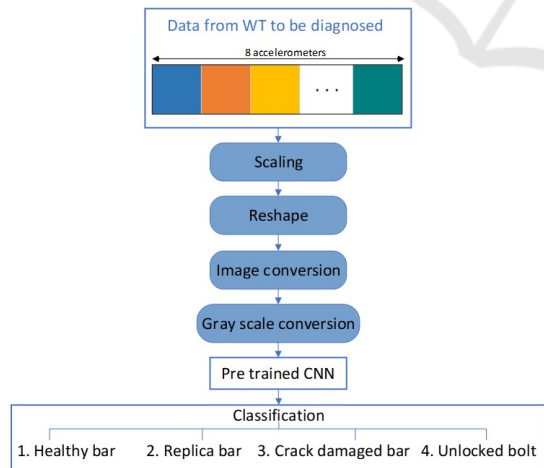 Data from WT to be diagnosed
8 accelerometers
...
Scaling
Reshape
Image conversion
Gray scale conversion
Pre trained CNN
Classification
1. Healthy bar 2. Replica bar 3. Crack damaged bar 4. Unlocked bolt